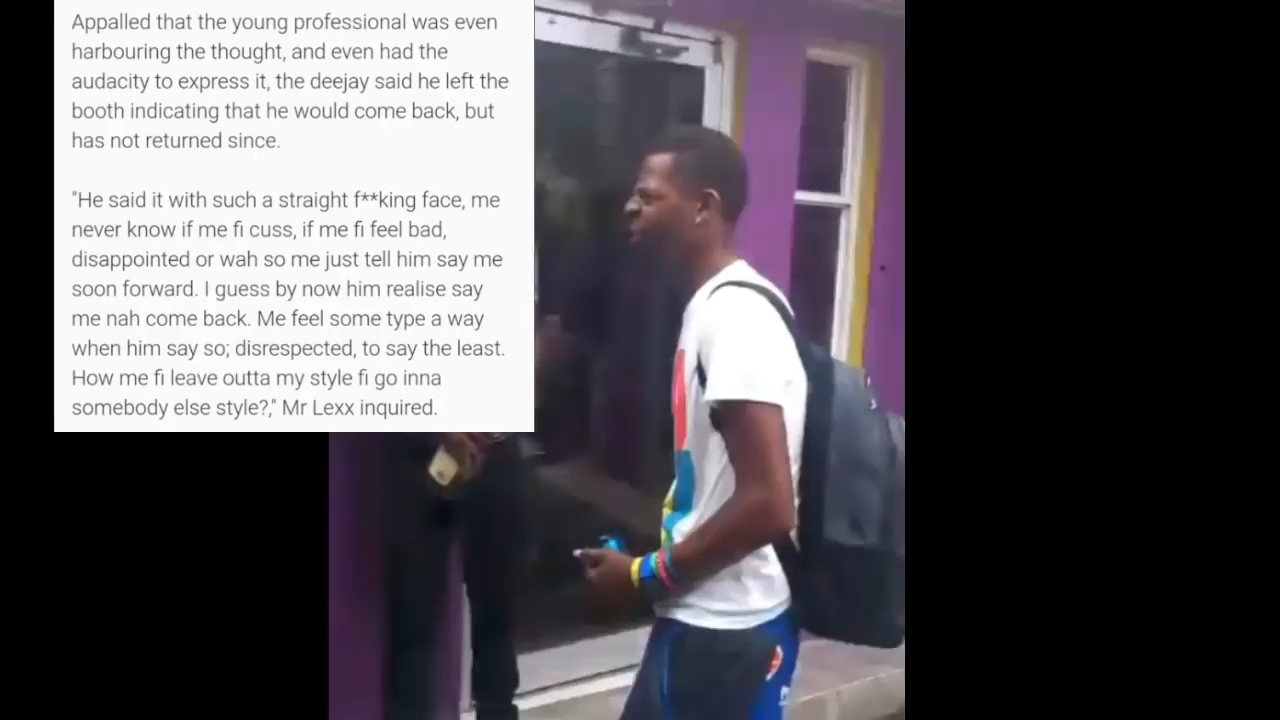 Appalled that the young professional was even
harbouring the thought, and even had the
audacity to express it, the deejay said he left the
booth indicating that he would come back, but
has not returned since.
"He said it with such a straight f**king face, me
never know if me fi cuss, if me fi feel bad,
disappointed or wah so me just tell him say me
soon forward. I guess by now him realise say
me nah come back. Me feel some type a way
when him say so; disrespected, to say the least.
How me fi leave outta my style fi go inna
somebody else style?," Mr Lexx inquired.